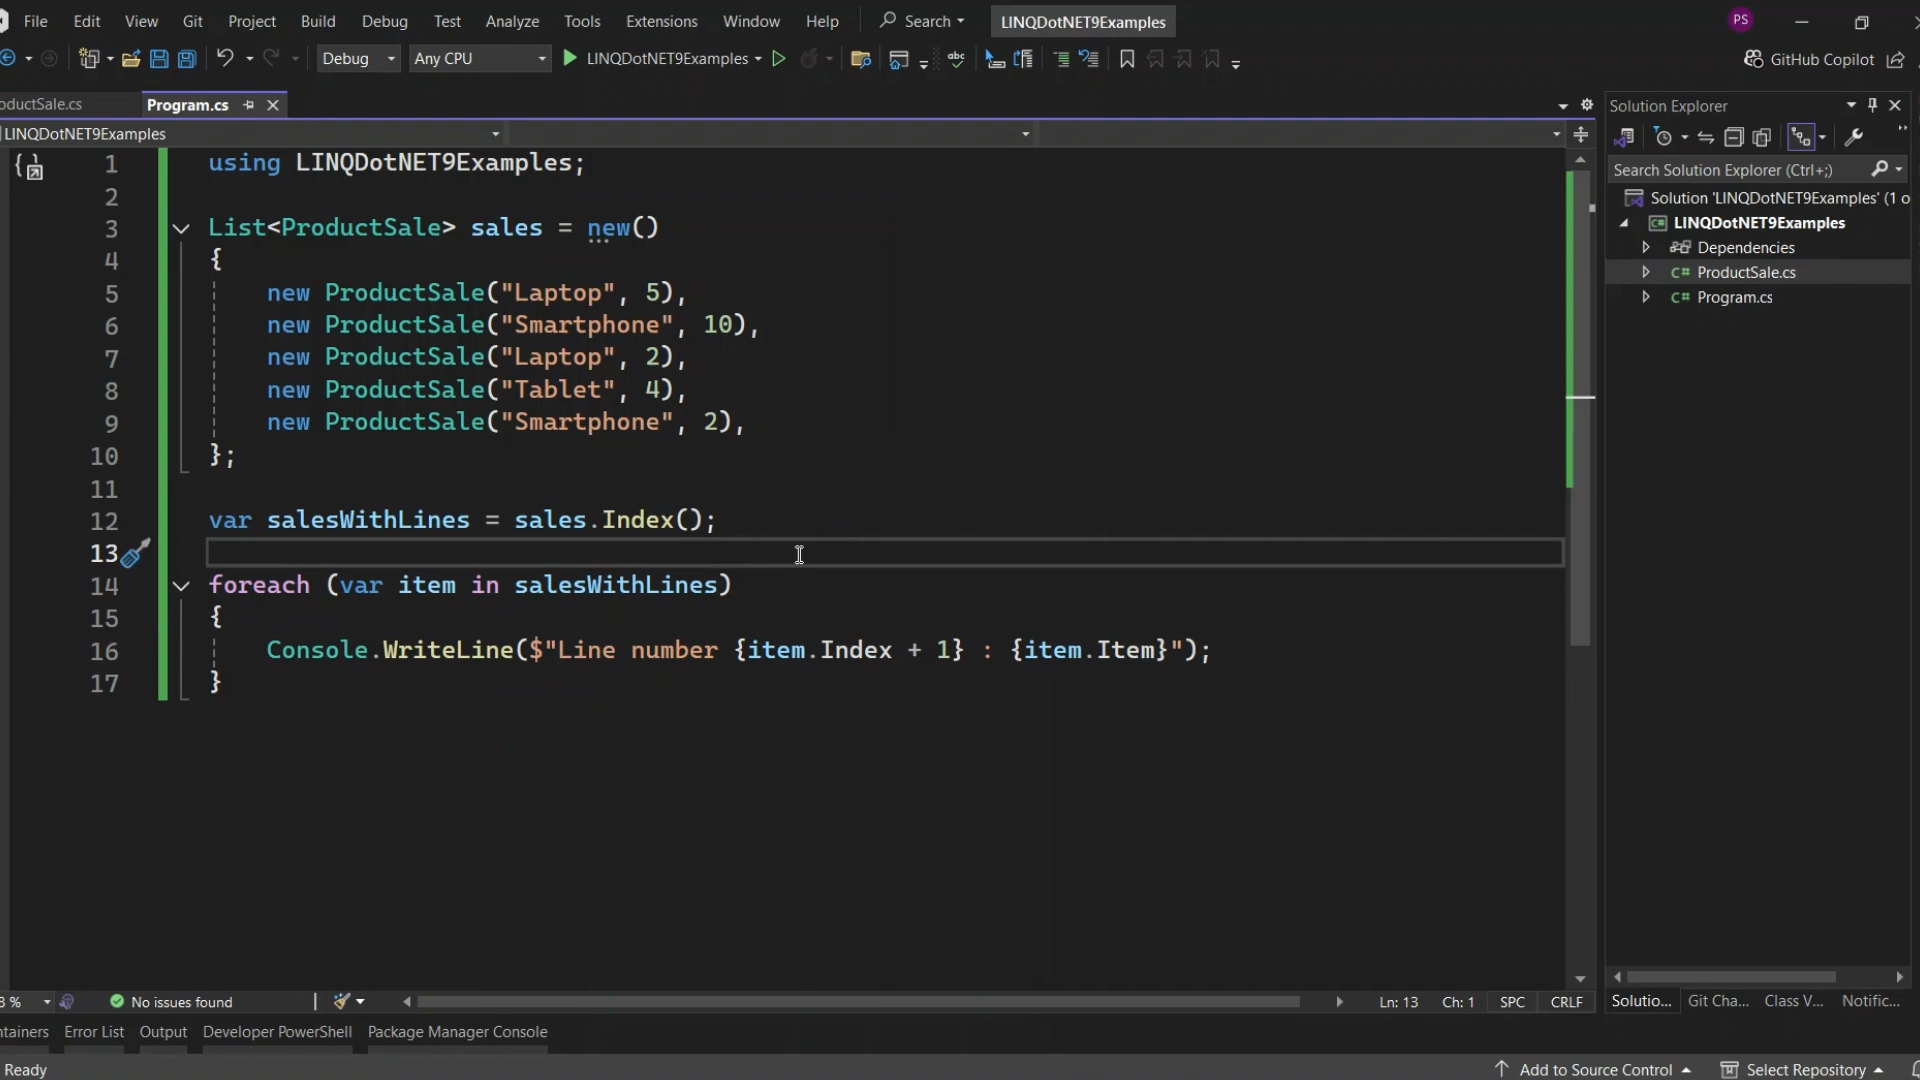 File Edit View Git Project Build Debug Test Analyze Tools Extensions Window Help Search LINQDotNET9Examples PS
Debug Any CPU LINQDotNET9Examples abc GitHub Copilot
oductSale.cs Program.cs
LINQDotNET9Examples
1 using LINQDotNET9Examples;
2
3 List<ProductSale> sales = new()
4 {
5 new ProductSale("Laptop", 5),
6 new ProductSale("Smartphone", 10),
7 new ProductSale("Laptop", 2),
8 new ProductSale("Tablet", 4),
9 new ProductSale("Smartphone", 2),
10 };
11
12 var salesWithLines = sales.Index();
13
14 foreach (var item in salesWithLines)
15 {
16 Console.WriteLine($"Line number {item.Index + 1} : {item.Item}");
17 }
Solution Explorer
Search Solution Explorer (Ctrl+;)
Solution 'LINQDotNET9Examples' (1 o
C# LINQDotNET9Examples
Dependencies
C# ProductSale.cs
C# Program.cs
8 % No issues found Ln: 13 Ch: 1 SPC CRLF
Solutio... Git Cha... Class V... Notific...
ntainers Error List Output Developer PowerShell Package Manager Console
Ready Add to Source Control Select Repository